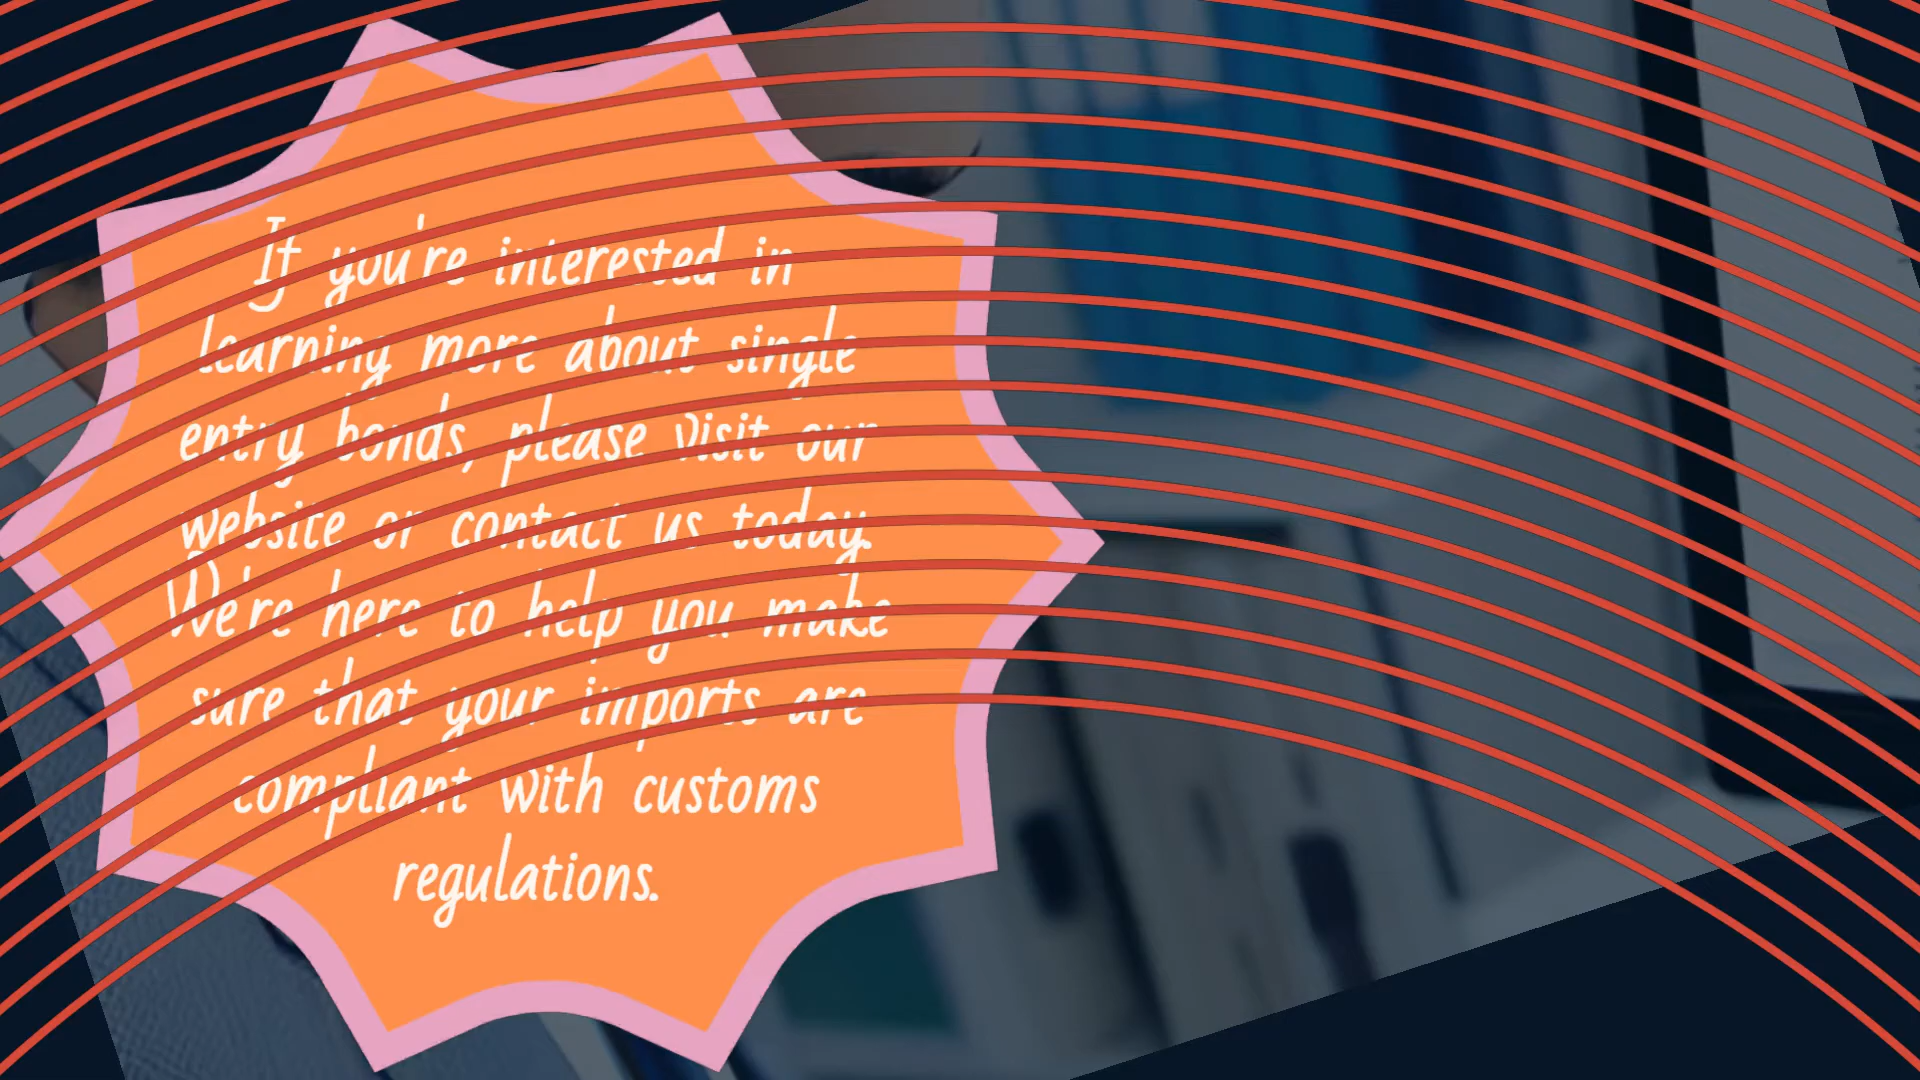 If you're interested in
learning more about single
entry bonds, please visit our
website or contact us today.
We're here to help you make
sure that your imports are
compliant with customs
regulations.